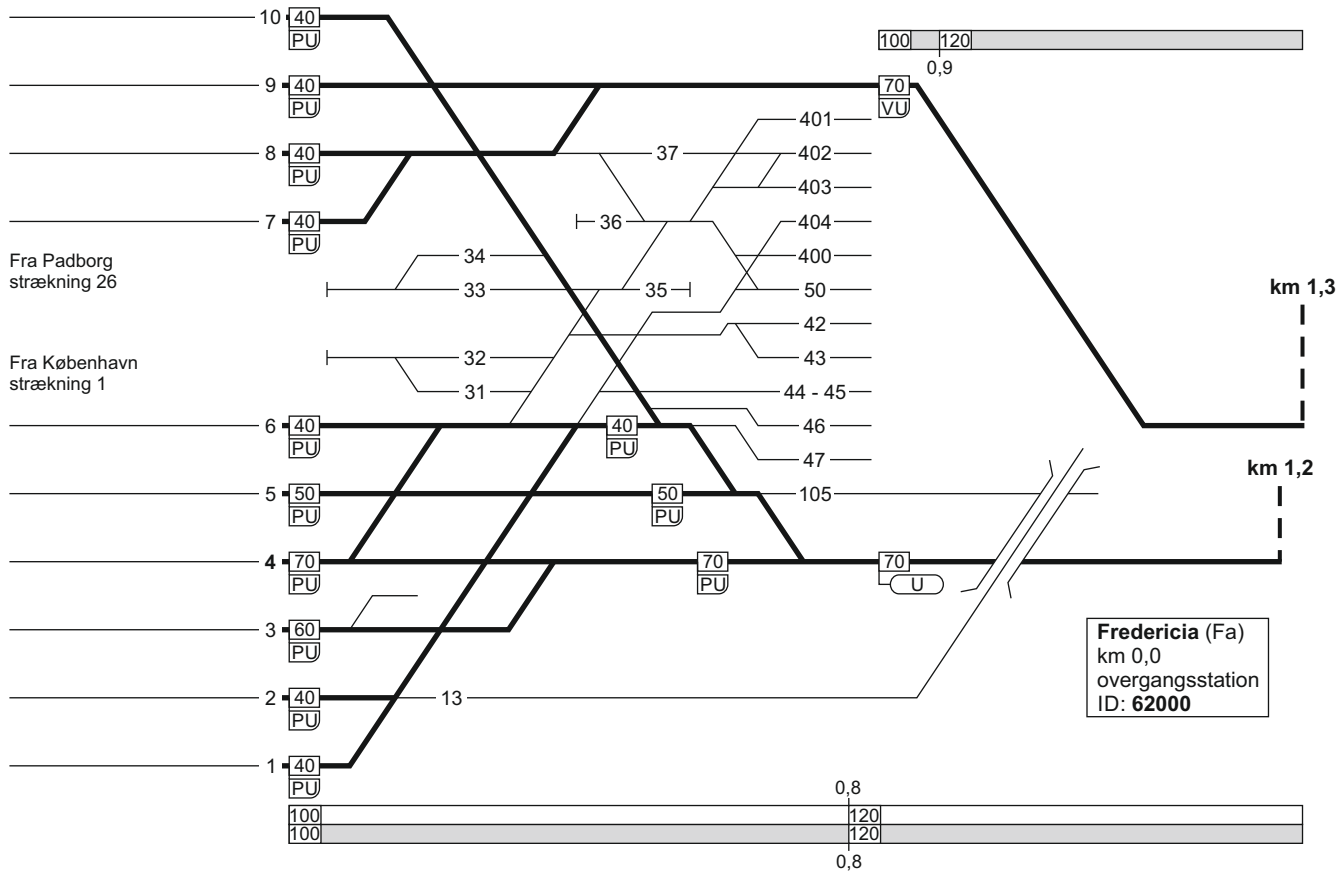 10 40
PU
100 120
0,9
9 40
PU
70
VU
401
8 40
PU
37
402
403
7 40
PU
36
404
Fra Padborg
strækning 26
34
400
33
35
50
km 1,3
42
Fra København
strækning 1
32
43
31
44 - 45
6 40
PU
40
PU
46
47
km 1,2
5 50
PU
50
PU
105
4 70
PU
70
PU
70
U
3 60
PU
Fredericia (Fa)
km 0,0
overgangsstation
ID: 62000
2 40
PU
13
1 40
PU
0,8
100 120
100 120
0,8